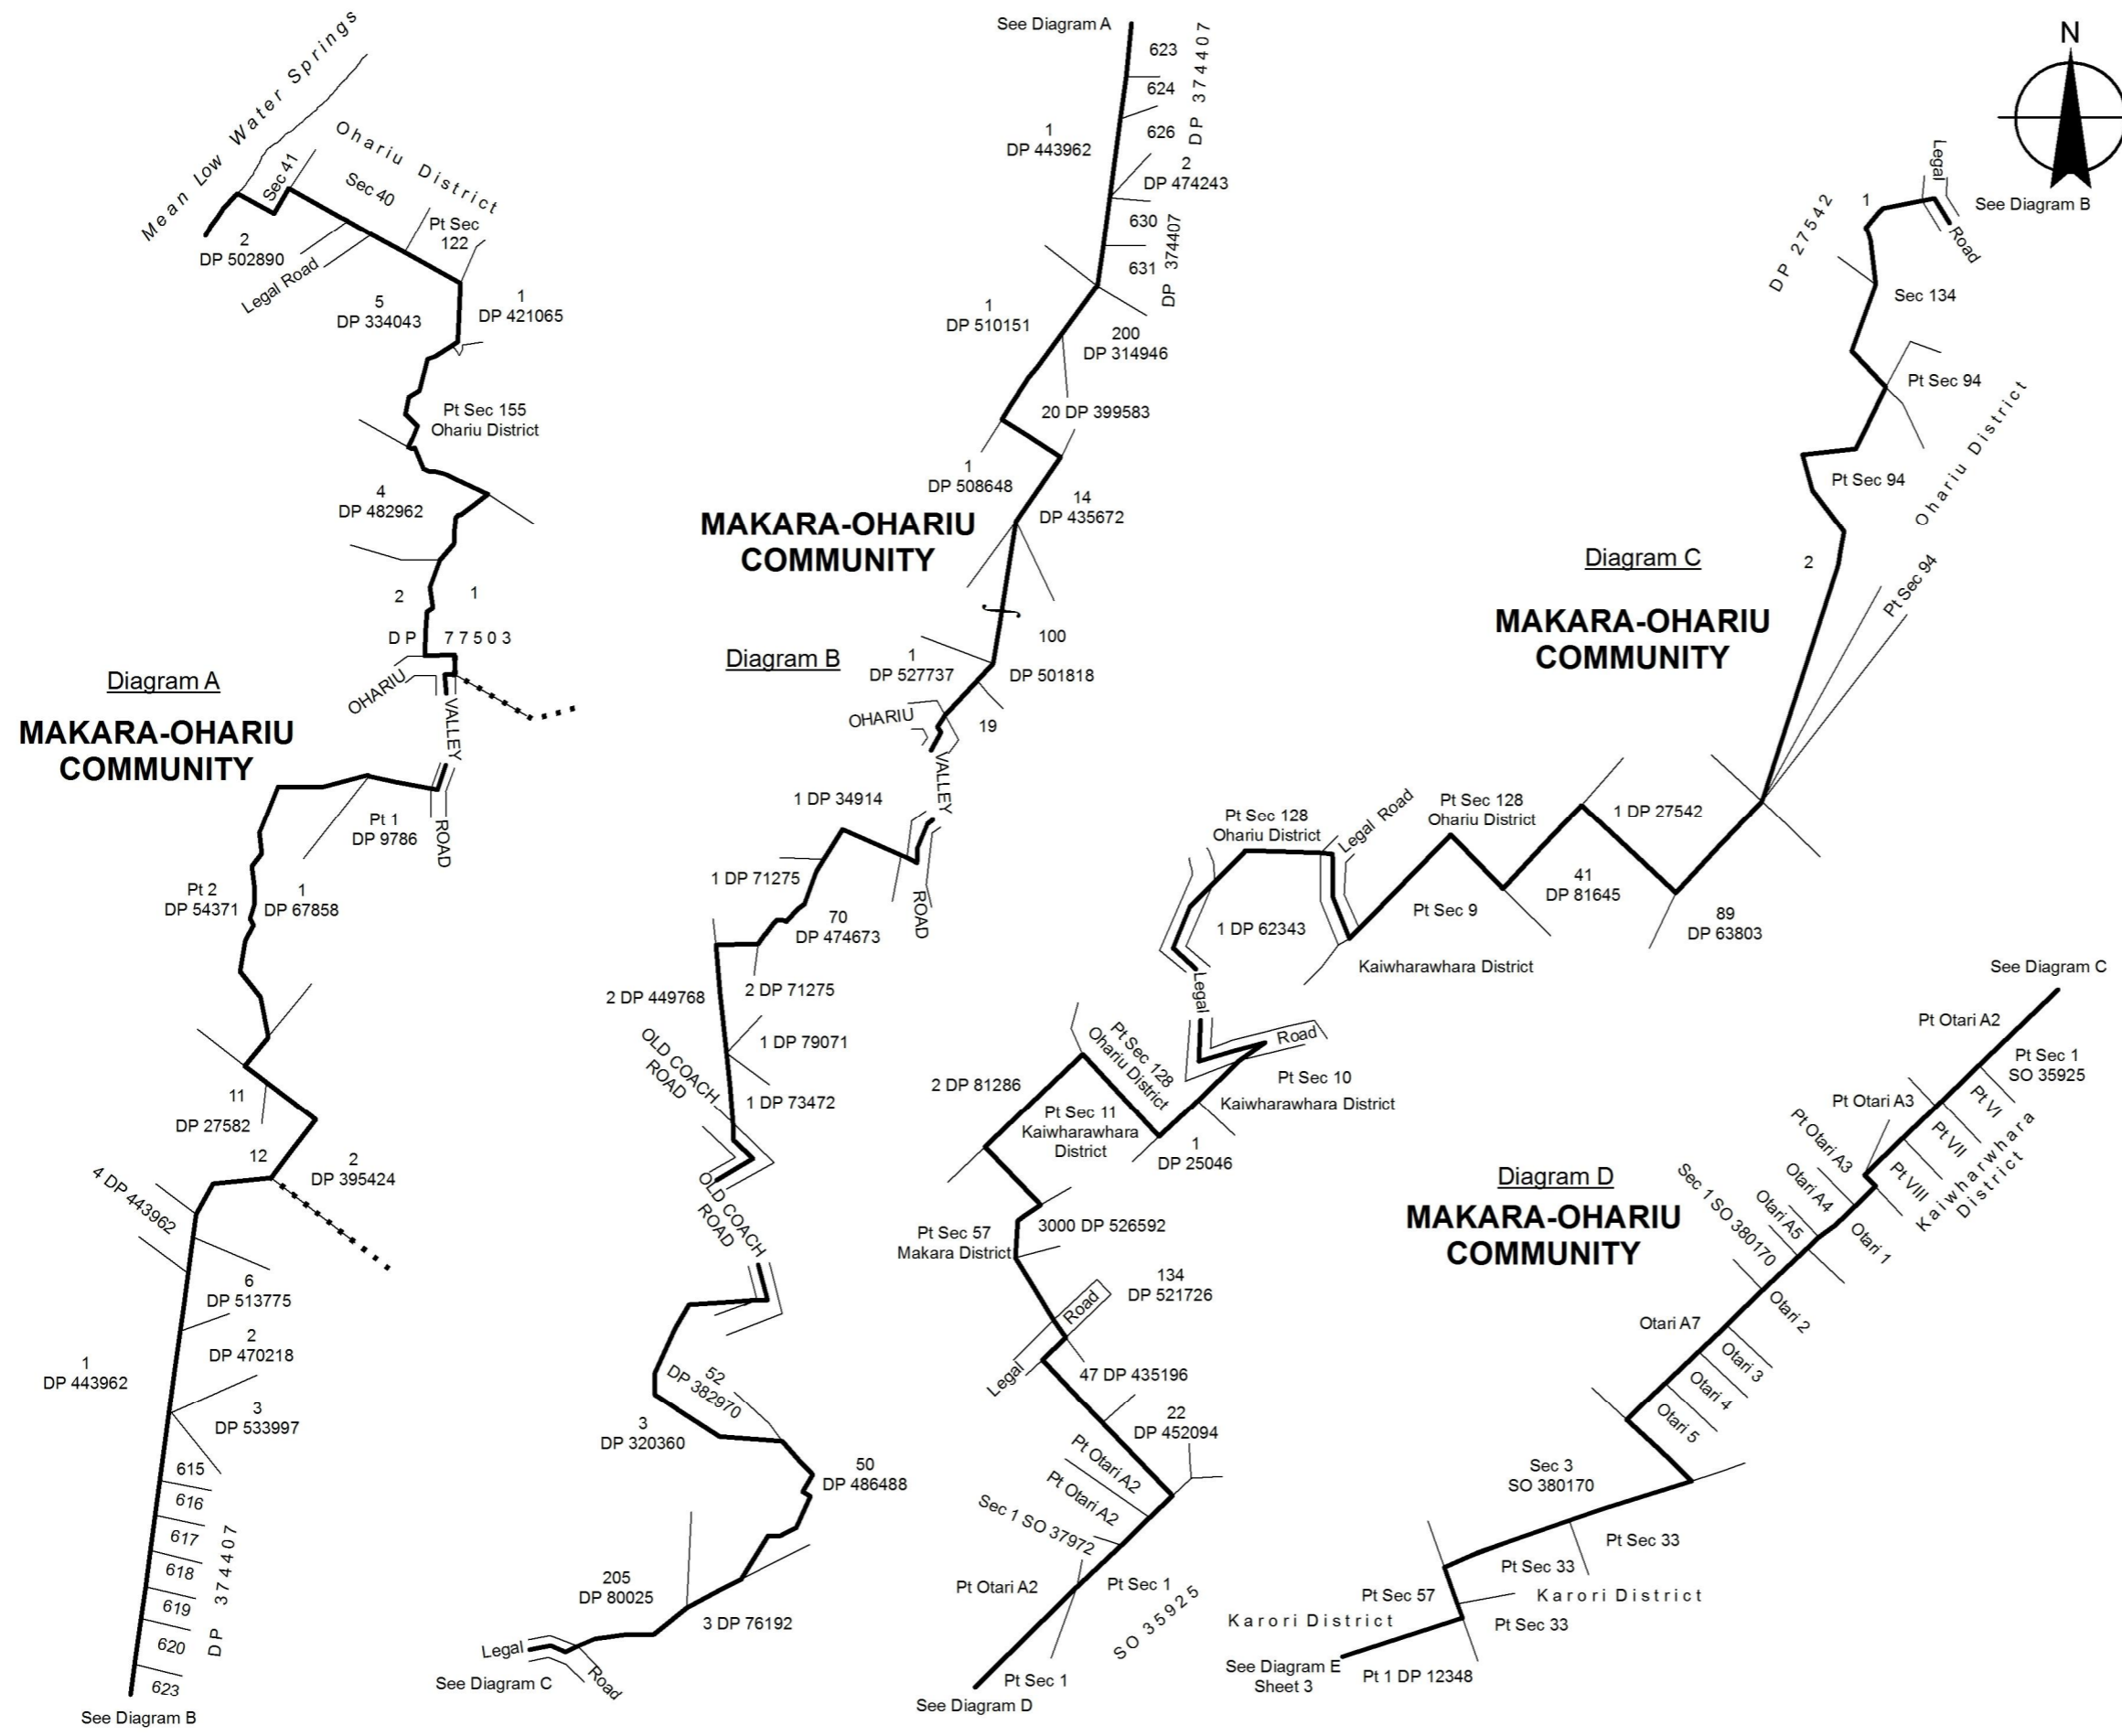 Mean Low Water Springs
Sec 41
Ohariu District
Sec 40
Pt Sec
122
2
DP 502890
Legal Road
5
DP 334043
1
DP 421065
Pt Sec 155
Ohariu District
4
DP 482962
2
1
DP 77503
OHARIU
VALLEY
ROAD
Diagram A
MAKARA-OHARIU
COMMUNITY
Pt 1
DP 9786
Pt 2
DP 54371
1
DP 67858
11
DP 27582
12
2
DP 395424
4 DP 443962
6
DP 513775
2
DP 470218
1
DP 443962
3
DP 533997
615
616
617
618
619
620
623
DP 374407
See Diagram B
See Diagram A
623
624
626
DP 374407
1
DP 443962
2
DP 474243
630
631
DP 374407
1
DP 510151
200
DP 314946
20 DP 399583
1
DP 508648
14
DP 435672
MAKARA-OHARIU
COMMUNITY
Diagram B
100
DP 501818
1
DP 527737
19
OHARIU
VALLEY
ROAD
1 DP 34914
1 DP 71275
70
DP 474673
2 DP 449768
2 DP 71275
1 DP 79071
OLD COACH
ROAD
1 DP 73472
OLD COACH
ROAD
52
DP 382970
3
DP 320360
50
DP 486488
205
DP 80025
3 DP 76192
Legal
Road
See Diagram C
N
Legal
Road
See Diagram B
1
DP 27542
Sec 134
Pt Sec 94
Pt Sec 94
Ohariu District
2
Pt Sec 94
Diagram C
MAKARA-OHARIU
COMMUNITY
1 DP 27542
Pt Sec 128
Ohariu District
Legal Road
Pt Sec 128
Ohariu District
41
DP 81645
89
DP 63803
Pt Sec 9
1 DP 62343
Kaiwharawhara District
Legal
Road
Pt Sec 10
Kaiwharawhara District
Pt Sec 128
Ohariu District
2 DP 81286
Pt Sec 11
Kaiwharawhara
District
1
DP 25046
3000 DP 526592
Pt Sec 57
Makara District
134
DP 521726
Road
Legal
47 DP 435196
22
DP 452094
Pt Otari A2
Pt Otari A2
Sec 1 SO 37972
Pt Otari A2
Pt Sec 1
SO 35925
Pt Sec 1
See Diagram D
See Diagram C
Pt Otari A2
Pt Sec 1
SO 35925
Pt VI
Pt Otari A3
Pt VII
Pt Otari A3
Pt VIII
Kaiwharwhara
District
Otari A4
Otari A5
Otari 1
Sec 1 SO 380170
Diagram D
MAKARA-OHARIU
COMMUNITY
Otari 2
Otari A7
Otari 3
Otari 4
Otari 5
Sec 3
SO 380170
Pt Sec 33
Pt Sec 33
Pt Sec 57
Karori District
Karori District
Pt Sec 33
See Diagram E
Sheet 3
Pt 1 DP 12348